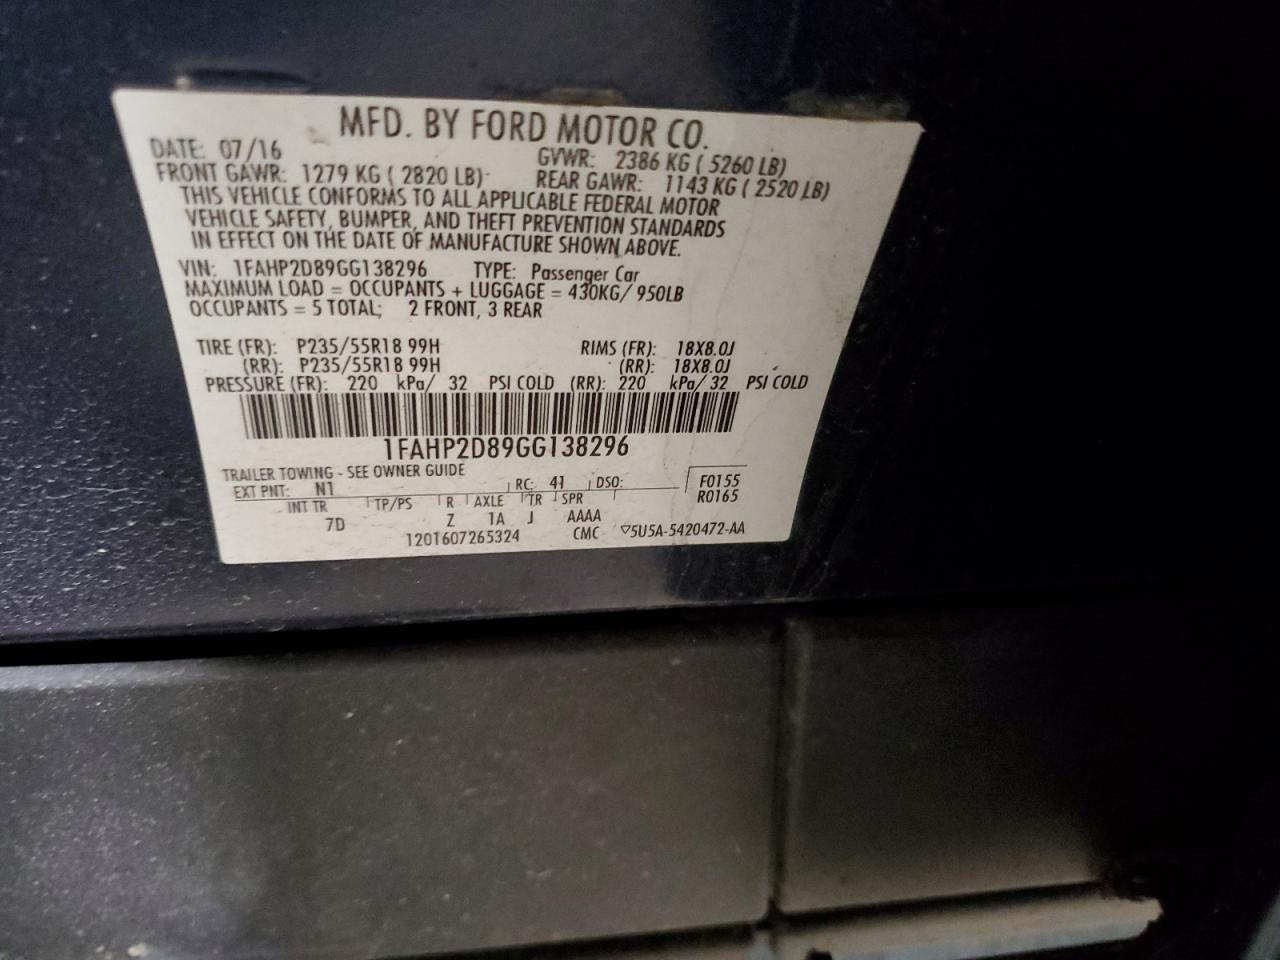 MFD. BY FORD MOTOR CO.
DATE: 07/16 GVWR: 2386 KG ( 5260 LB)
FRONT GAWR: 1279 KG ( 2820 LB) REAR GAWR: 1143 KG ( 2520 LB)
THIS VEHICLE CONFORMS TO ALL APPLICABLE FEDERAL MOTOR
VEHICLE SAFETY, BUMPER, AND THEFT PREVENTION STANDARDS
IN EFFECT ON THE DATE OF MANUFACTURE SHOWN ABOVE.
VIN: 1FAHP2D89GG138296 TYPE: Passenger Car
MAXIMUM LOAD = OCCUPANTS + LUGGAGE = 430KG/ 950LB
OCCUPANTS = 5 TOTAL; 2 FRONT, 3 REAR
TIRE (FR): P235/55R18 99H RIMS (FR): 18X8.0J
(RR): P235/55R18 99H (RR): 18X8.0J
PRESSURE (FR): 220 kPa/ 32 PSI COLD (RR): 220 kPa/ 32 PSI COLD
1FAHP2D89GG138296
TRAILER TOWING - SEE OWNER GUIDE
EXT PNT: N1 RC: 41 DSO: F0155
R0165
INT TR TP/PS R AXLE TR SPR
7D Z 1A J AAAA
1201607265324 CMC ▽5U5A-5420472-AA